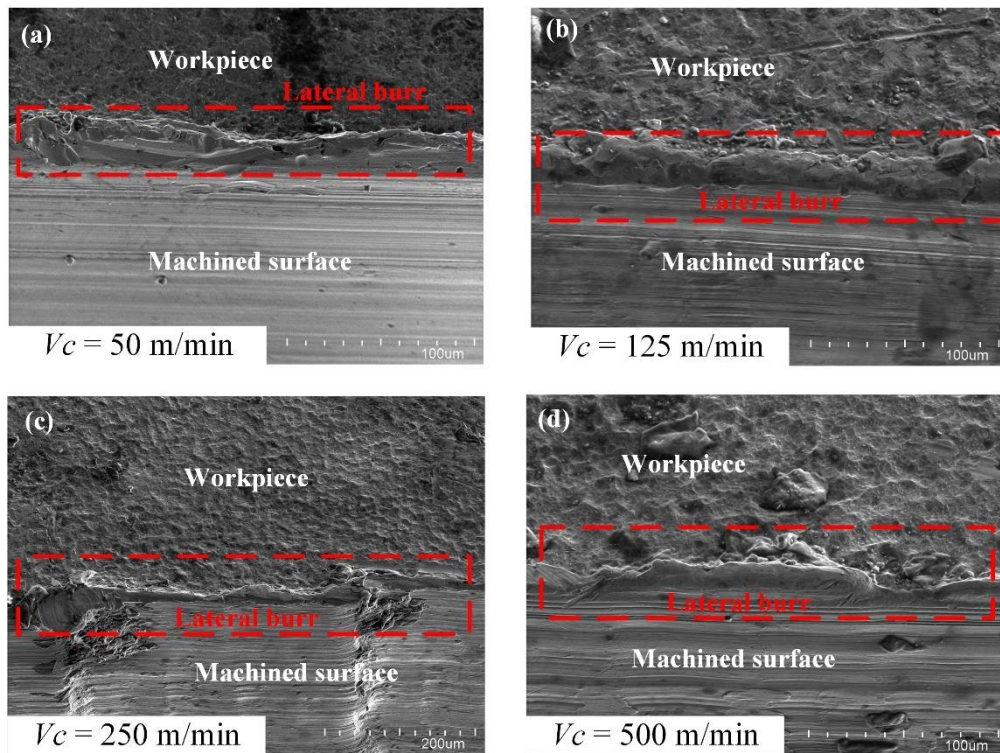 (a)
Workpiece
Lateral burr
Machined surface
Vc = 50 m/min
100um
(b)
Workpiece
Lateral burr
Machined surface
Vc = 125 m/min
100um
(c)
Workpiece
Lateral burr
Machined surface
Vc = 250 m/min
200um
(d)
Workpiece
Lateral burr
Machined surface
Vc = 500 m/min
100um